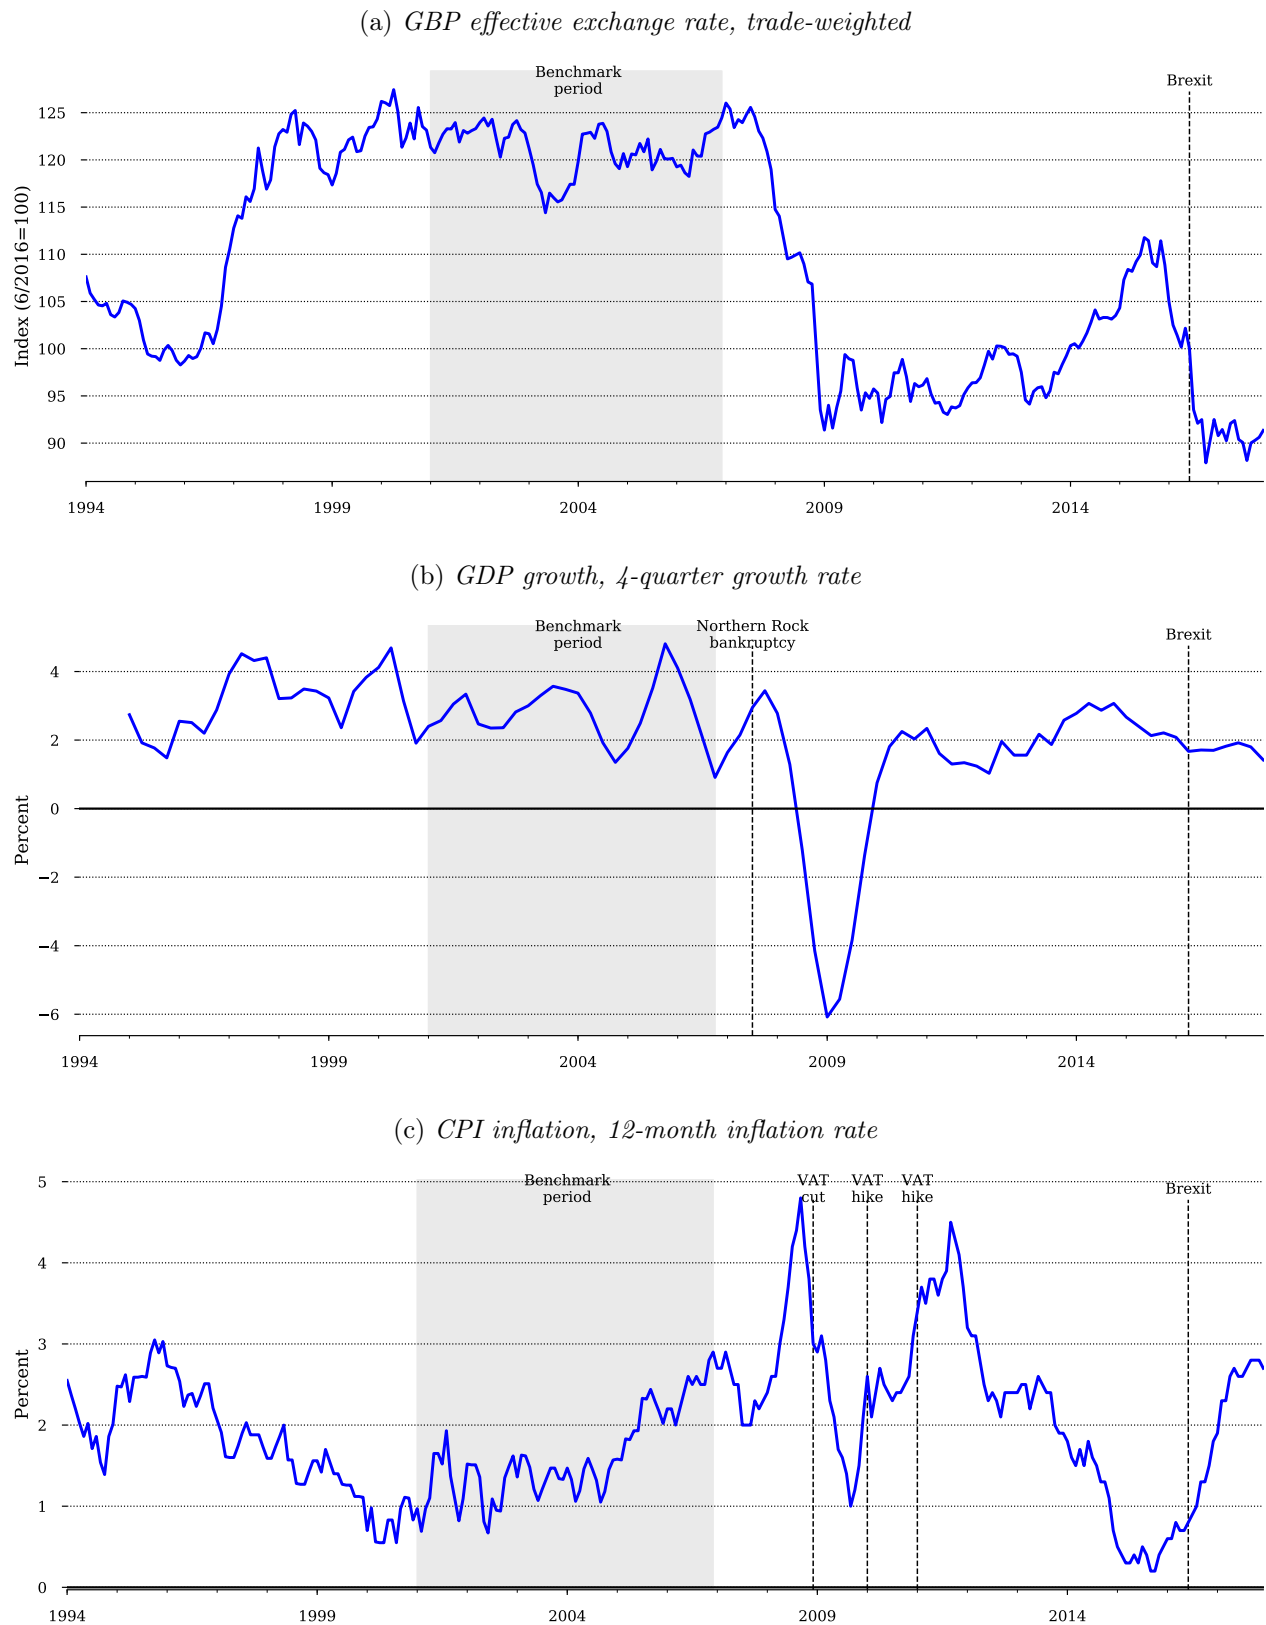 (a) GBP effective exchange rate, trade-weighted
Benchmark
period
Brexit
Index (6/2016=100)
125
120
115
110
105
100
95
90
1994 1999 2004 2009 2014
(b) GDP growth, 4-quarter growth rate
Benchmark
period
Northern Rock
bankruptcy
Brexit
Percent
4
2
0
−2
−4
−6
1994 1999 2004 2009 2014
(c) CPI inflation, 12-month inflation rate
Benchmark
period
VAT
cut
VAT
hike
VAT
hike
Brexit
Percent
5
4
3
2
1
0
1994 1999 2004 2009 2014